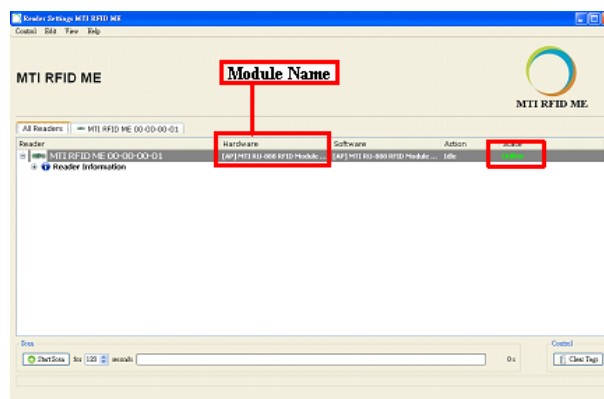 Reader Settings MTI RFID ME
Control Edit View Help
MTI RFID ME
Module Name
MTI RFID ME
All Readers MTI RFID ME 00-00-00-01
Reader Hardware Software Action State
MTI RFID ME 00-00-00-01 [AP] MTI RU-888 RFID Module ... [AP] MTI RU-888 RFID Module ... Idle
Reader Information
Scan Control
Start Scan for 123 seconds 0 s Clear Tags